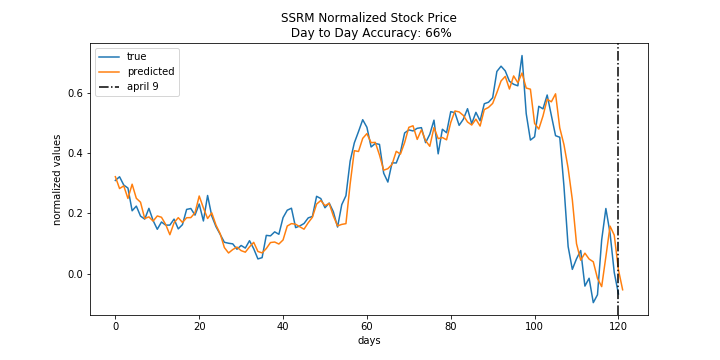 SSRM Normalized Stock Price
Day to Day Accuracy: 66%
true
predicted
april 9
normalized values
0.6
0.4
0.2
0.0
0
20
40
60
80
100
120
days